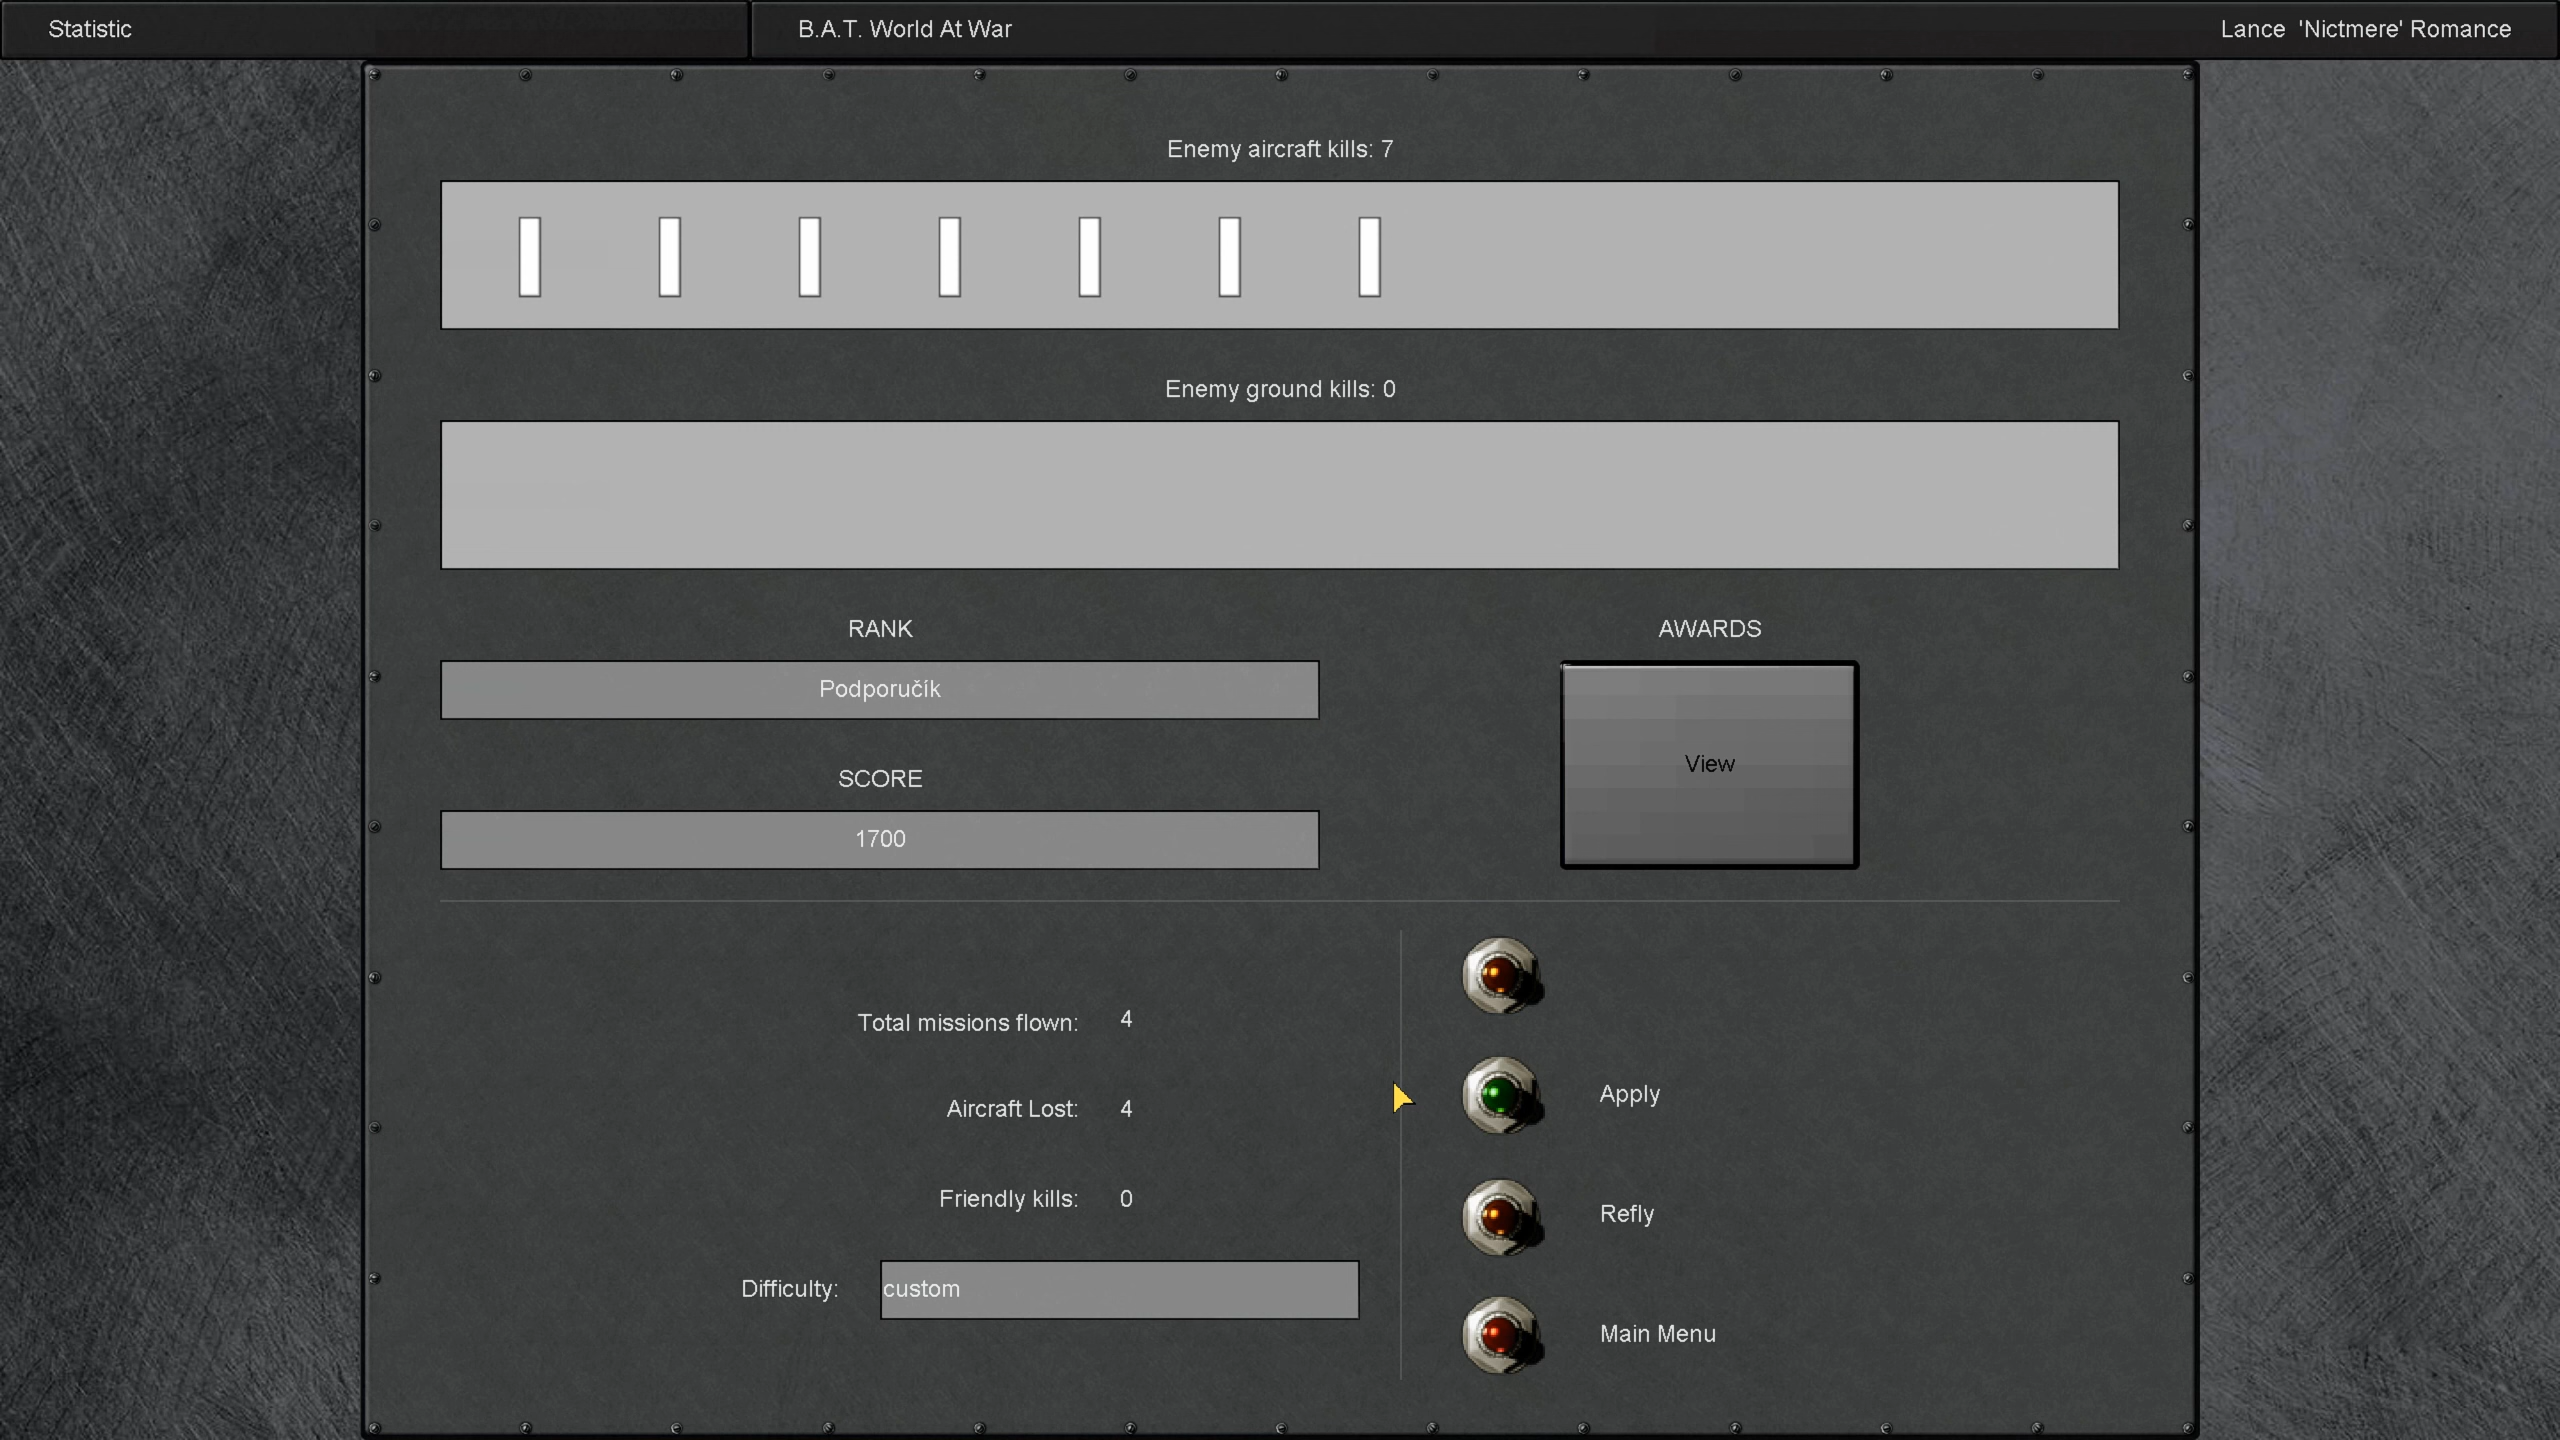 Statistic
B.A.T. World At War
Lance 'Nictmere' Romance
Enemy aircraft kills: 7
Enemy ground kills: 0
RANK
AWARDS
Podporučík
View
SCORE
1700
Total missions flown: 4
Apply
Aircraft Lost: 4
Friendly kills: 0
Refly
Difficulty: custom
Main Menu